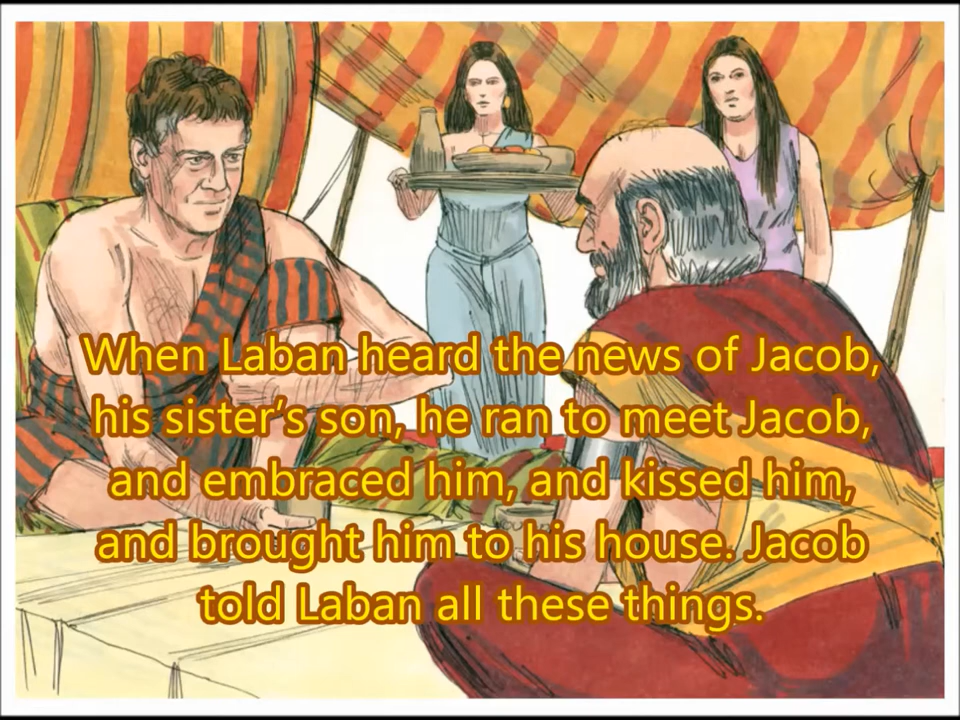 When Laban heard the news of Jacob,
his sister’s son, he ran to meet Jacob,
and embraced him, and kissed him,
and brought him to his house. Jacob
told Laban all these things.